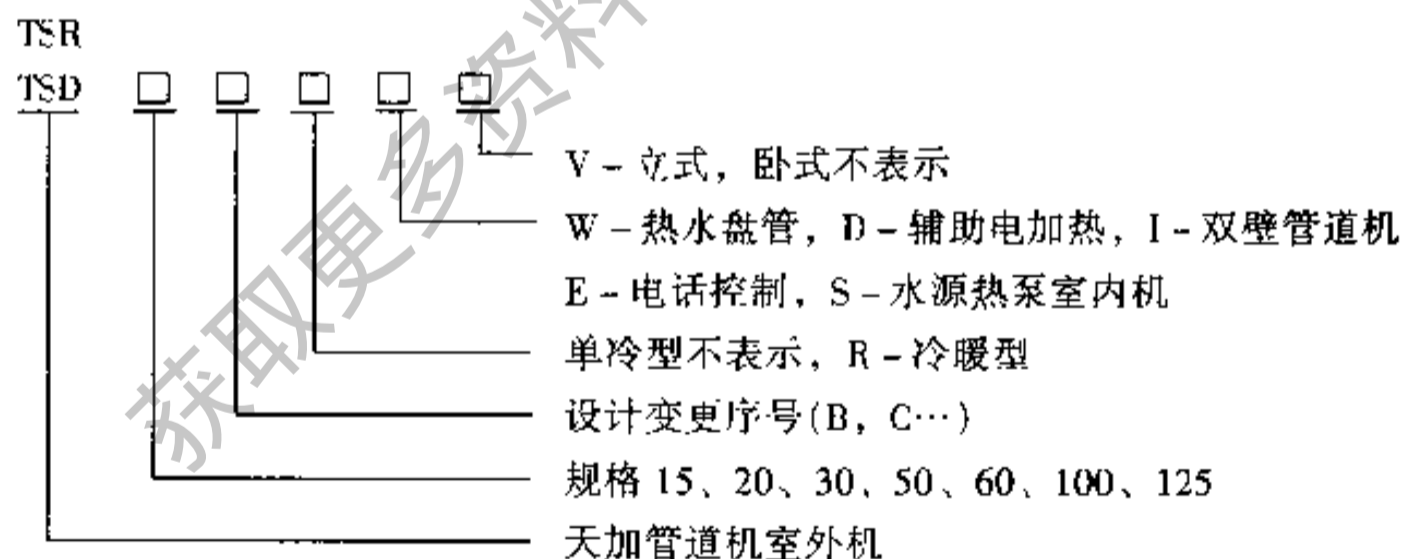 TSR
TSD □ □ □ □ □
V-立式，卧式不表示
W-热水盘管，D-辅助电加热，I-双壁管道机
E-电话控制，S-水源热泵室内机
单冷型不表示，R-冷暖型
设计变更序号(B，C…)
规格 15、20、30、50、60、100、125
天加管道机室外机
获取更多资料